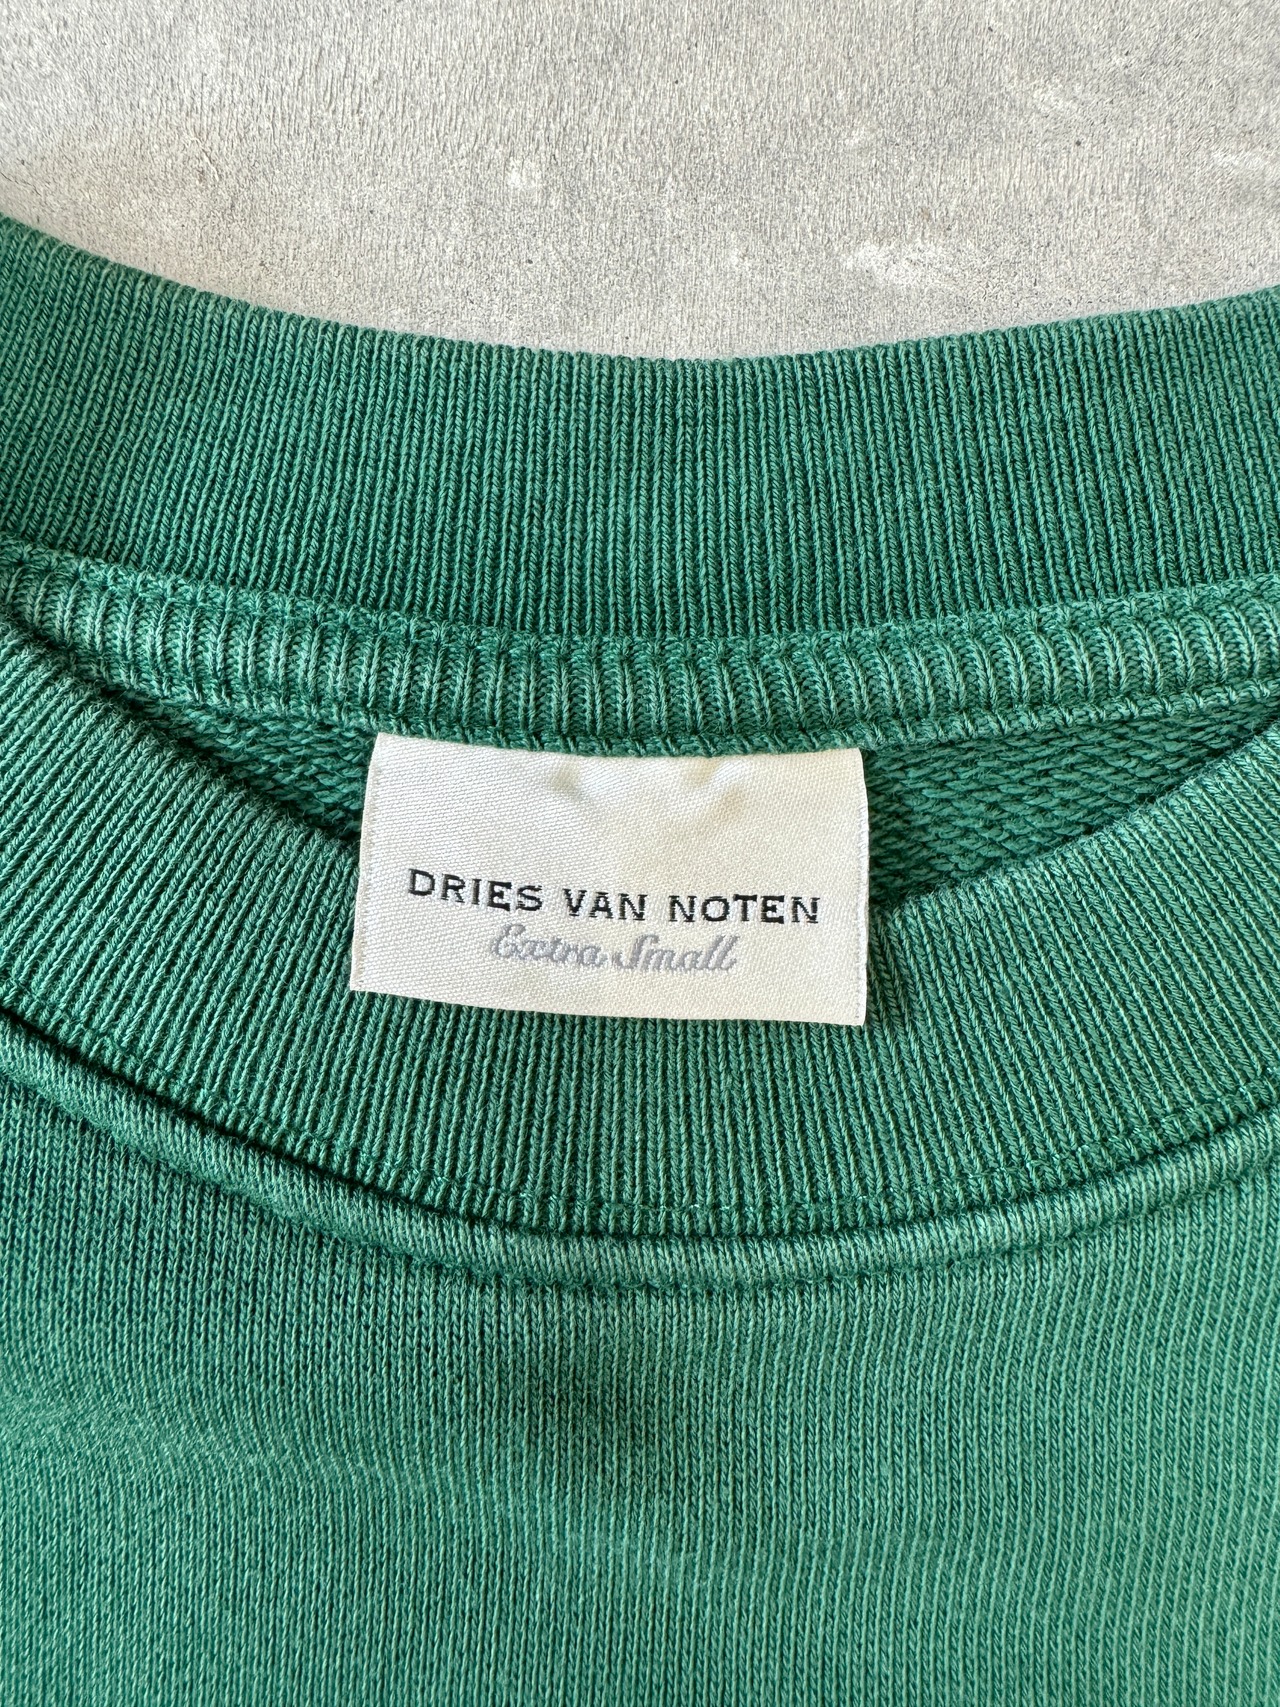 DRIES VAN NOTEN
Extra Small